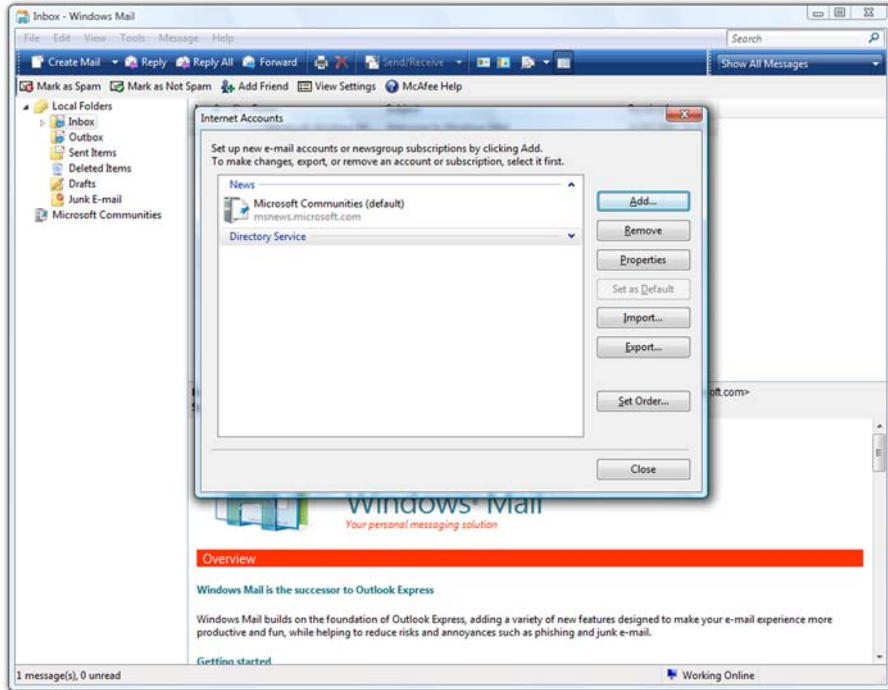 Inbox - Windows Mail
File Edit View Tools Message Help
Search
Create Mail Reply Reply All Forward Send/Receive
Show All Messages
Mark as Spam Mark as Not Spam Add Friend View Settings McAfee Help
Local Folders
Inbox
Outbox
Sent Items
Deleted Items
Drafts
Junk E-mail
Microsoft Communities
Internet Accounts
Set up new e-mail accounts or newsgroup subscriptions by clicking Add.
To make changes, export, or remove an account or subscription, select it first.
News
Microsoft Communities (default)
msnews.microsoft.com
Directory Service
Add...
Remove
Properties
Set as Default
Import...
Export...
Set Order...
Close
oft.com>
Windows Mail
Your personal messaging solution
Overview
Windows Mail is the successor to Outlook Express
Windows Mail builds on the foundation of Outlook Express, adding a variety of new features designed to make your e-mail experience more
productive and fun, while helping to reduce risks and annoyances such as phishing and junk e-mail.
Getting started
1 message(s), 0 unread
Working Online